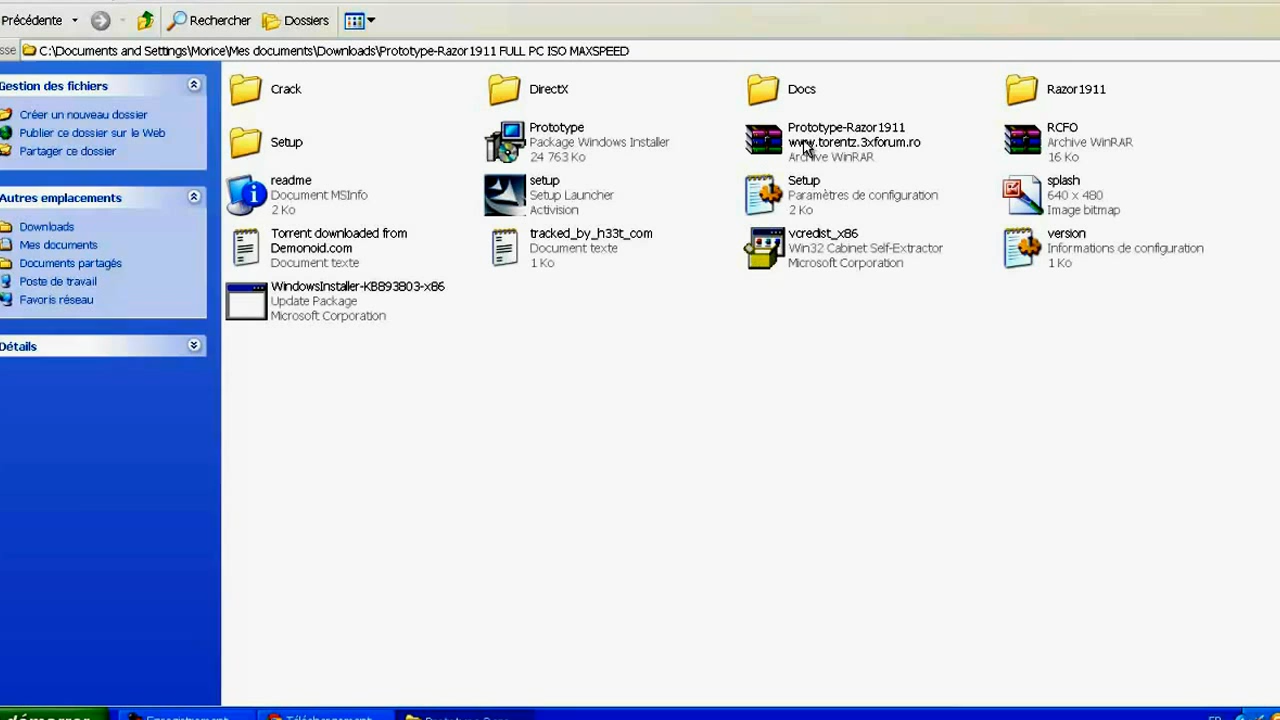 Précédente
Rechercher
Dossiers
C:\Documents and Settings\Morice\Mes documents\Downloads\Prototype-Razor1911 FULL PC ISO MAXSPEED
Gestion des fichiers
Créer un nouveau dossier
Publier ce dossier sur le Web
Partager ce dossier
Autres emplacements
Downloads
Mes documents
Documents partagés
Poste de travail
Favoris réseau
Détails
Crack
DirectX
Docs
Razor1911
Setup
Prototype
Package Windows Installer
24 763 Ko
Prototype-Razor1911
www.torentz.3xforum.ro
Archive WinRAR
RCFO
Archive WinRAR
16 Ko
readme
Document MSInfo
2 Ko
setup
Setup Launcher
Activision
Setup
Paramètres de configuration
2 Ko
splash
640 x 480
Image bitmap
Torrent downloaded from
Demonoid.com
Document texte
tracked_by_h33t_com
Document texte
1 Ko
vcredist_x86
Win32 Cabinet Self-Extractor
Microsoft Corporation
version
Informations de configuration
1 Ko
WindowsInstaller-KB893803-x86
Update Package
Microsoft Corporation